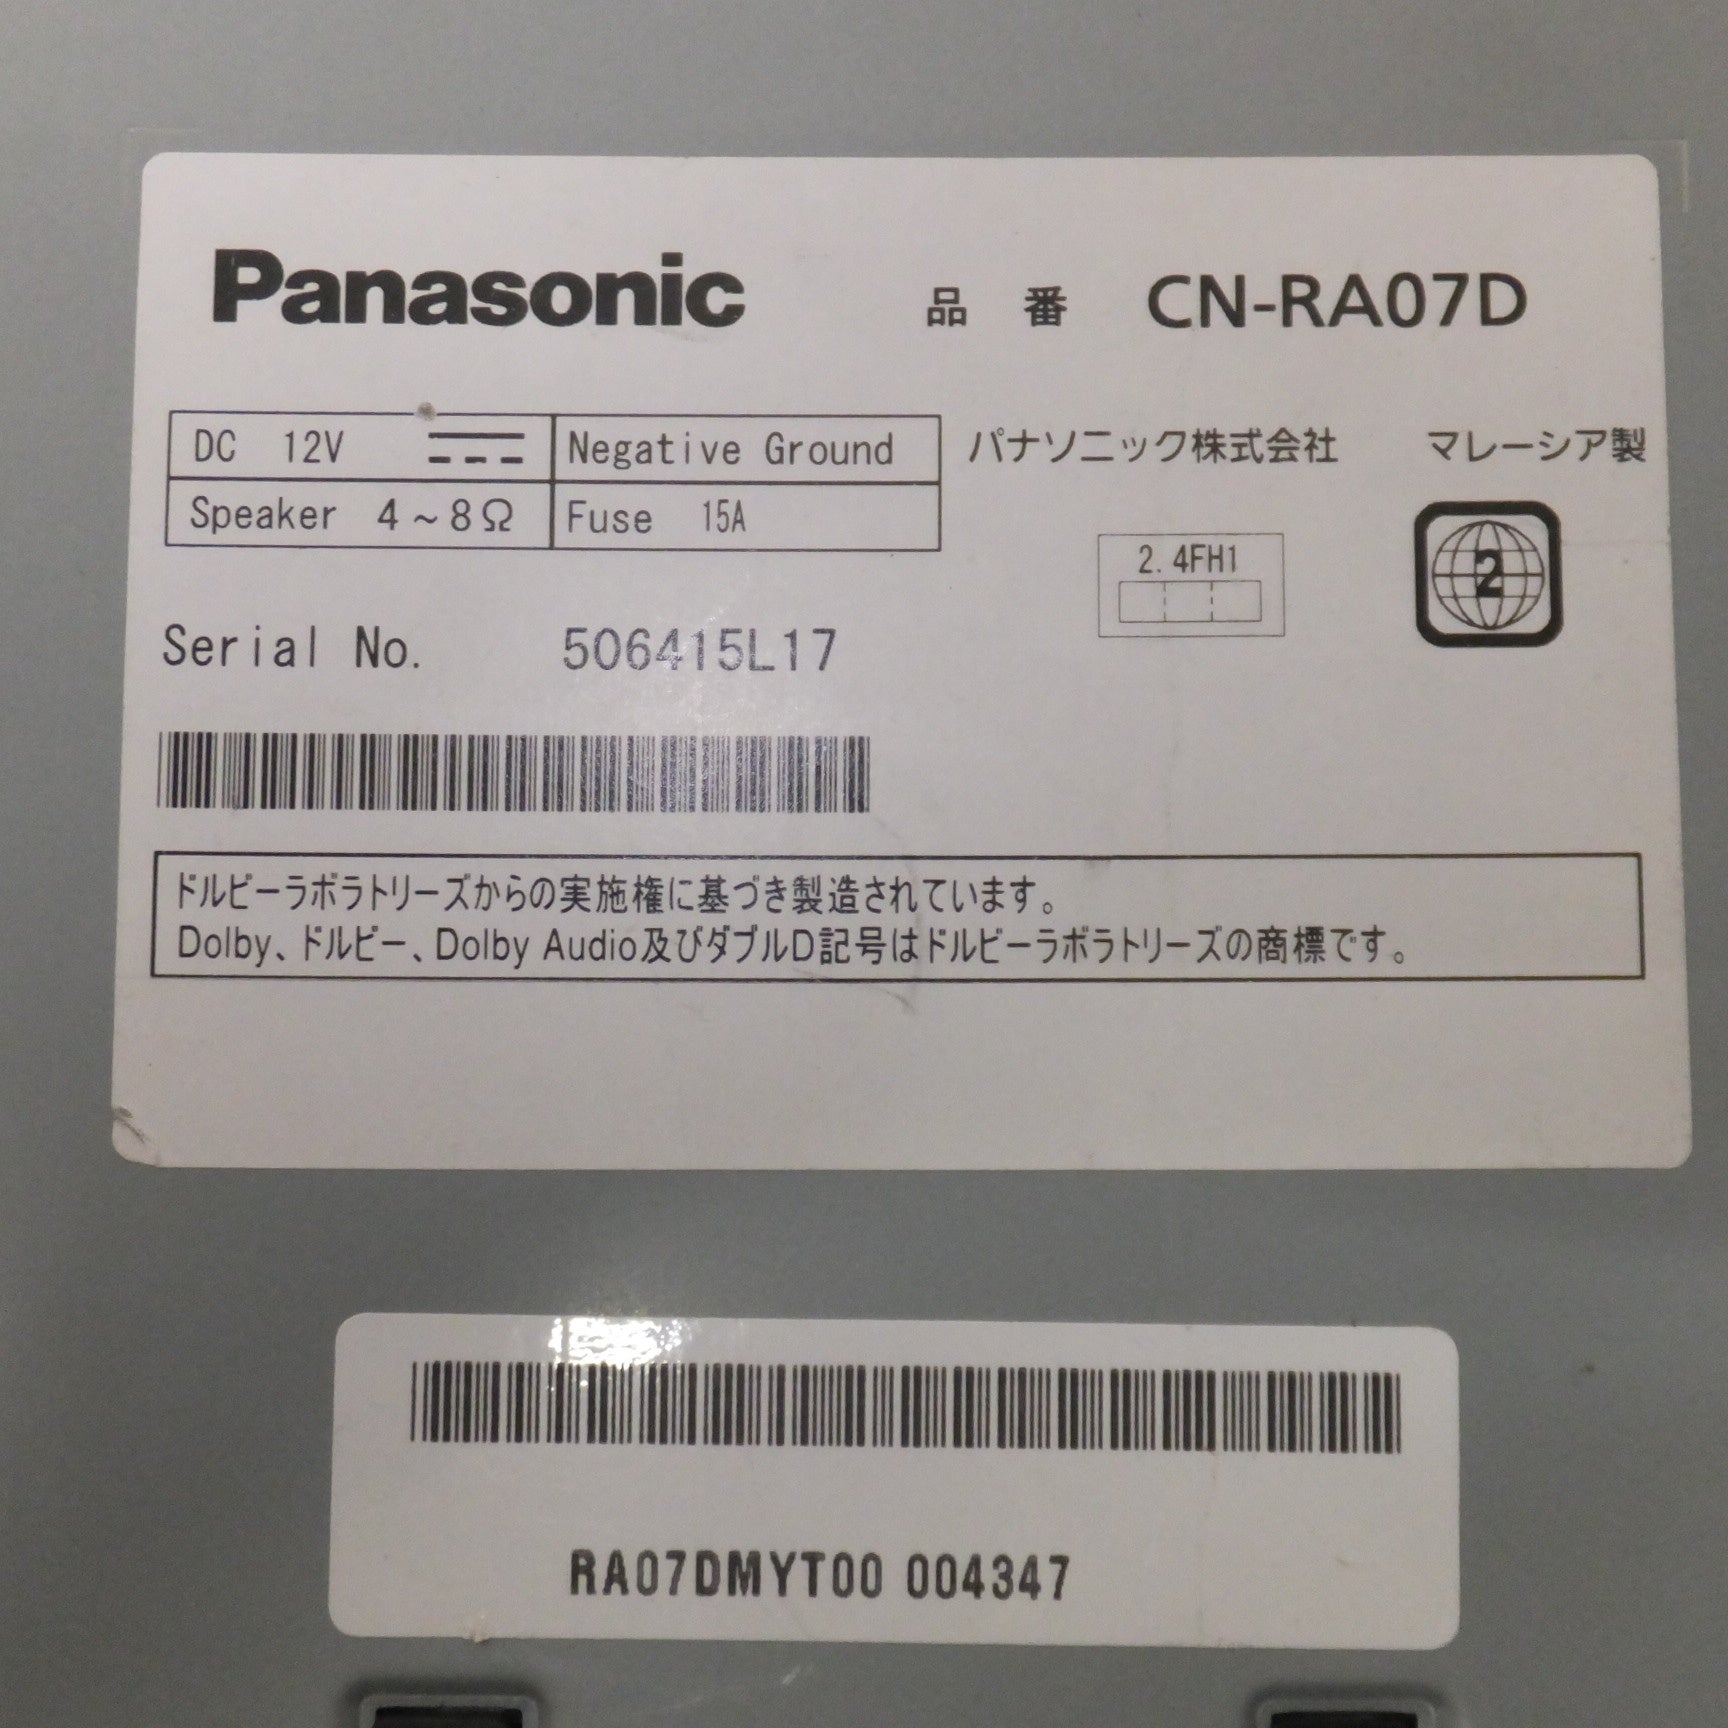 Panasonic 品番 CN-RA07D
DC 12V Negative Ground パナソニック株式会社 マレーシア製
Speaker 4~8Ω Fuse 15A
2.4FH1 2
Serial No. 506415L17
ドルビーラボラトリーズからの実施権に基づき製造されています。
Dolby、ドルビー、Dolby Audio及びダブルD記号はドルビーラボラトリーズの商標です。
RA07DMYT00 004347